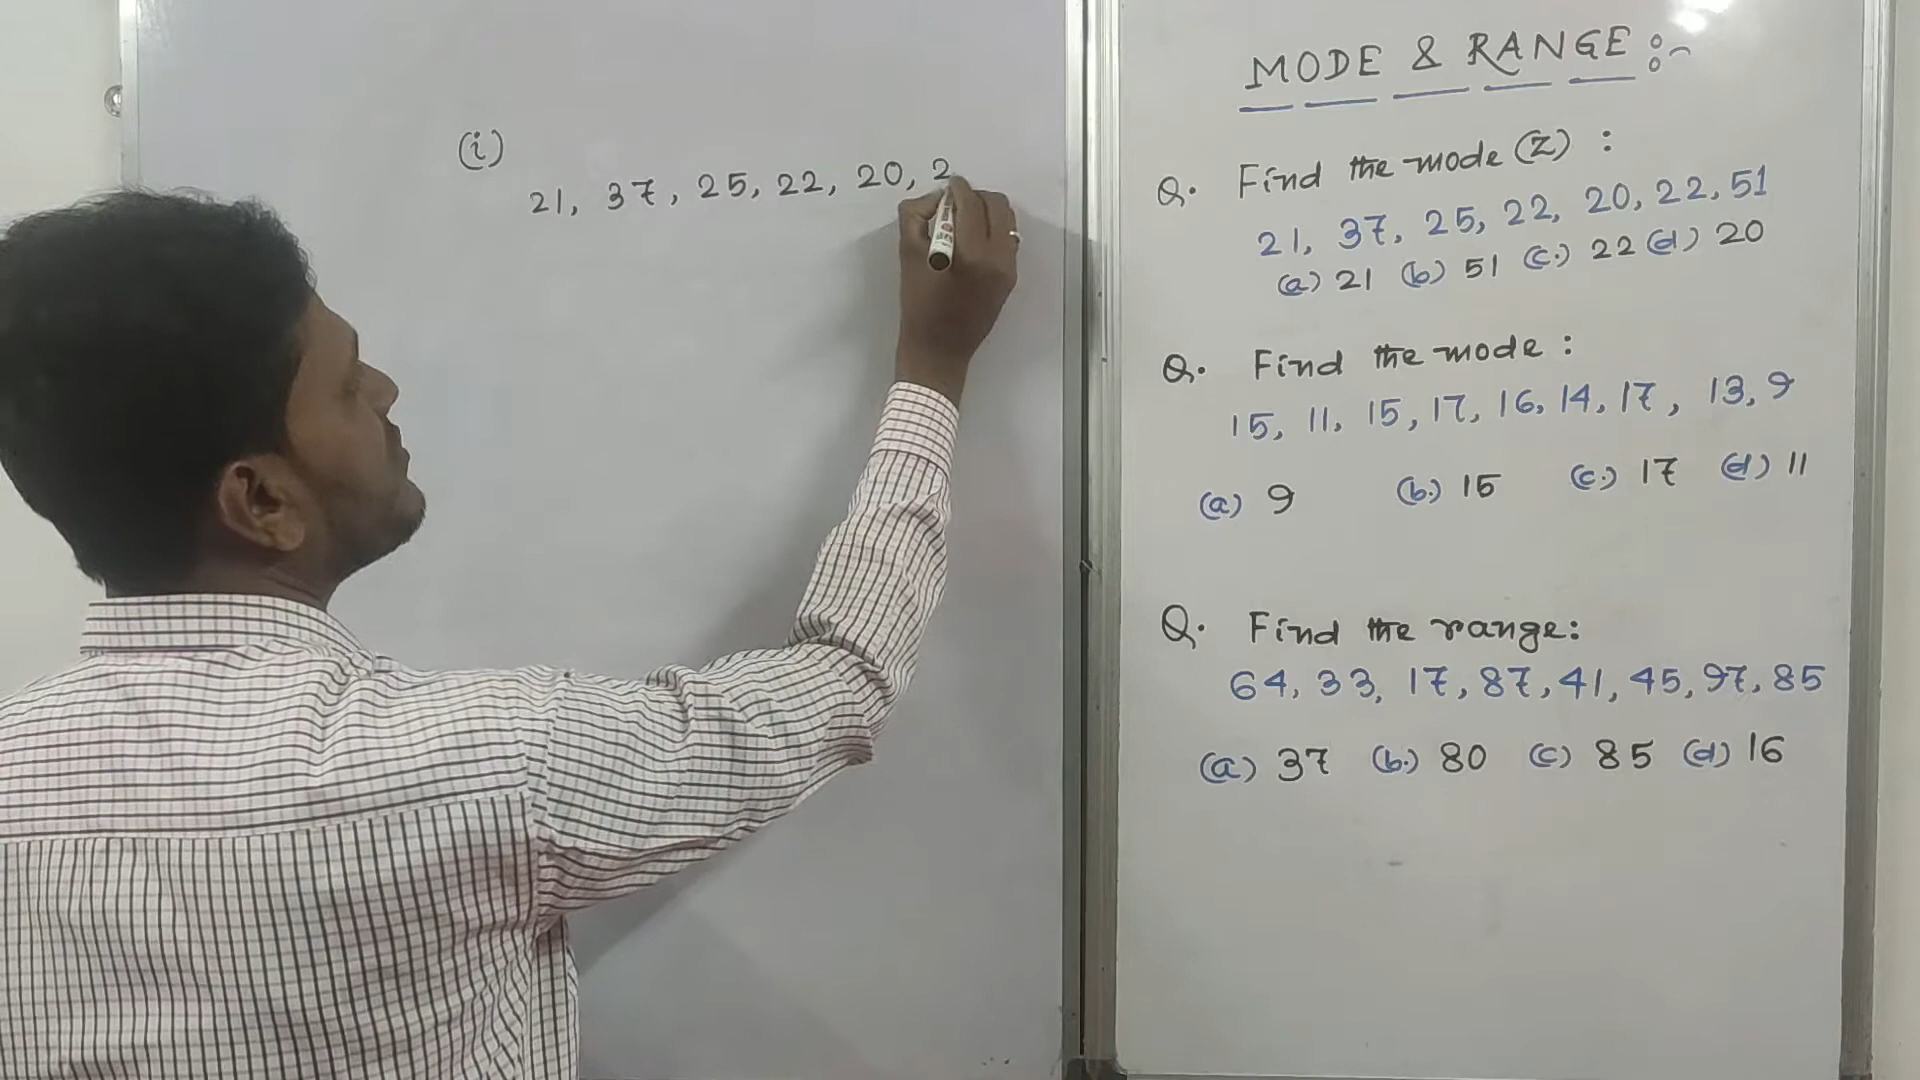 (i)
21, 37, 25, 22, 20, 2
MODE & RANGE :~
Q. Find the mode (Z) :
21, 37, 25, 22, 20, 22, 51
(a) 21 (b) 51 (c.) 22 (d) 20
Q. Find the mode :
15, 11, 15, 17, 16, 14, 17, 13, 9
(a) 9 (b.) 15 (c.) 17 (d) 11
Q. Find the range:
64, 33, 17, 87, 41, 45, 97, 85
(a) 37 (b.) 80 (c) 85 (d) 16